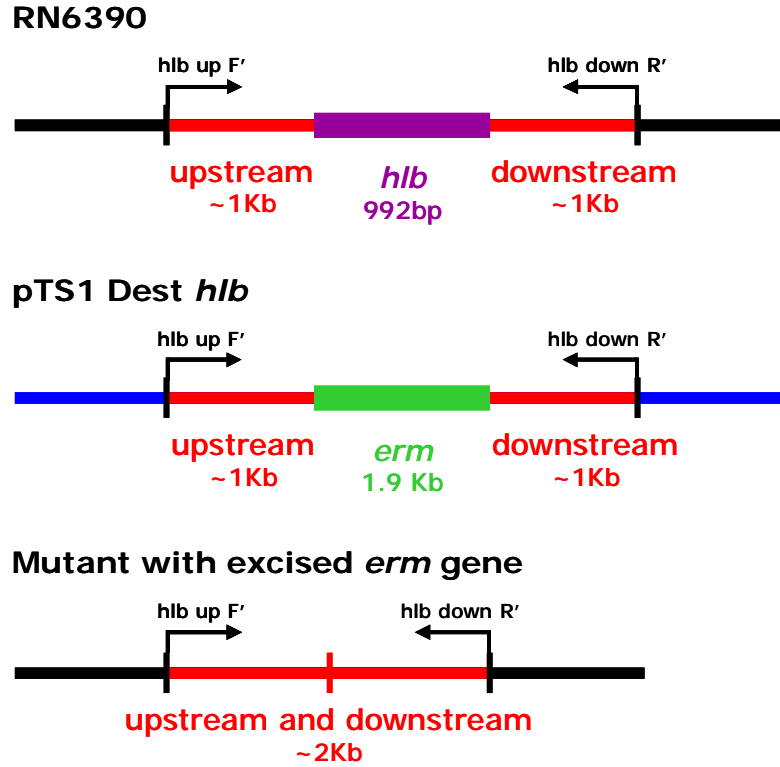 RN6390
hlb up F’ hlb down R’
upstream hlb downstream
~1Kb 992bp ~1Kb
pTS1 Dest hlb
hlb up F’ hlb down R’
upstream erm downstream
~1Kb 1.9 Kb ~1Kb
Mutant with excised erm gene
hlb up F’ hlb down R’
upstream and downstream
~2Kb